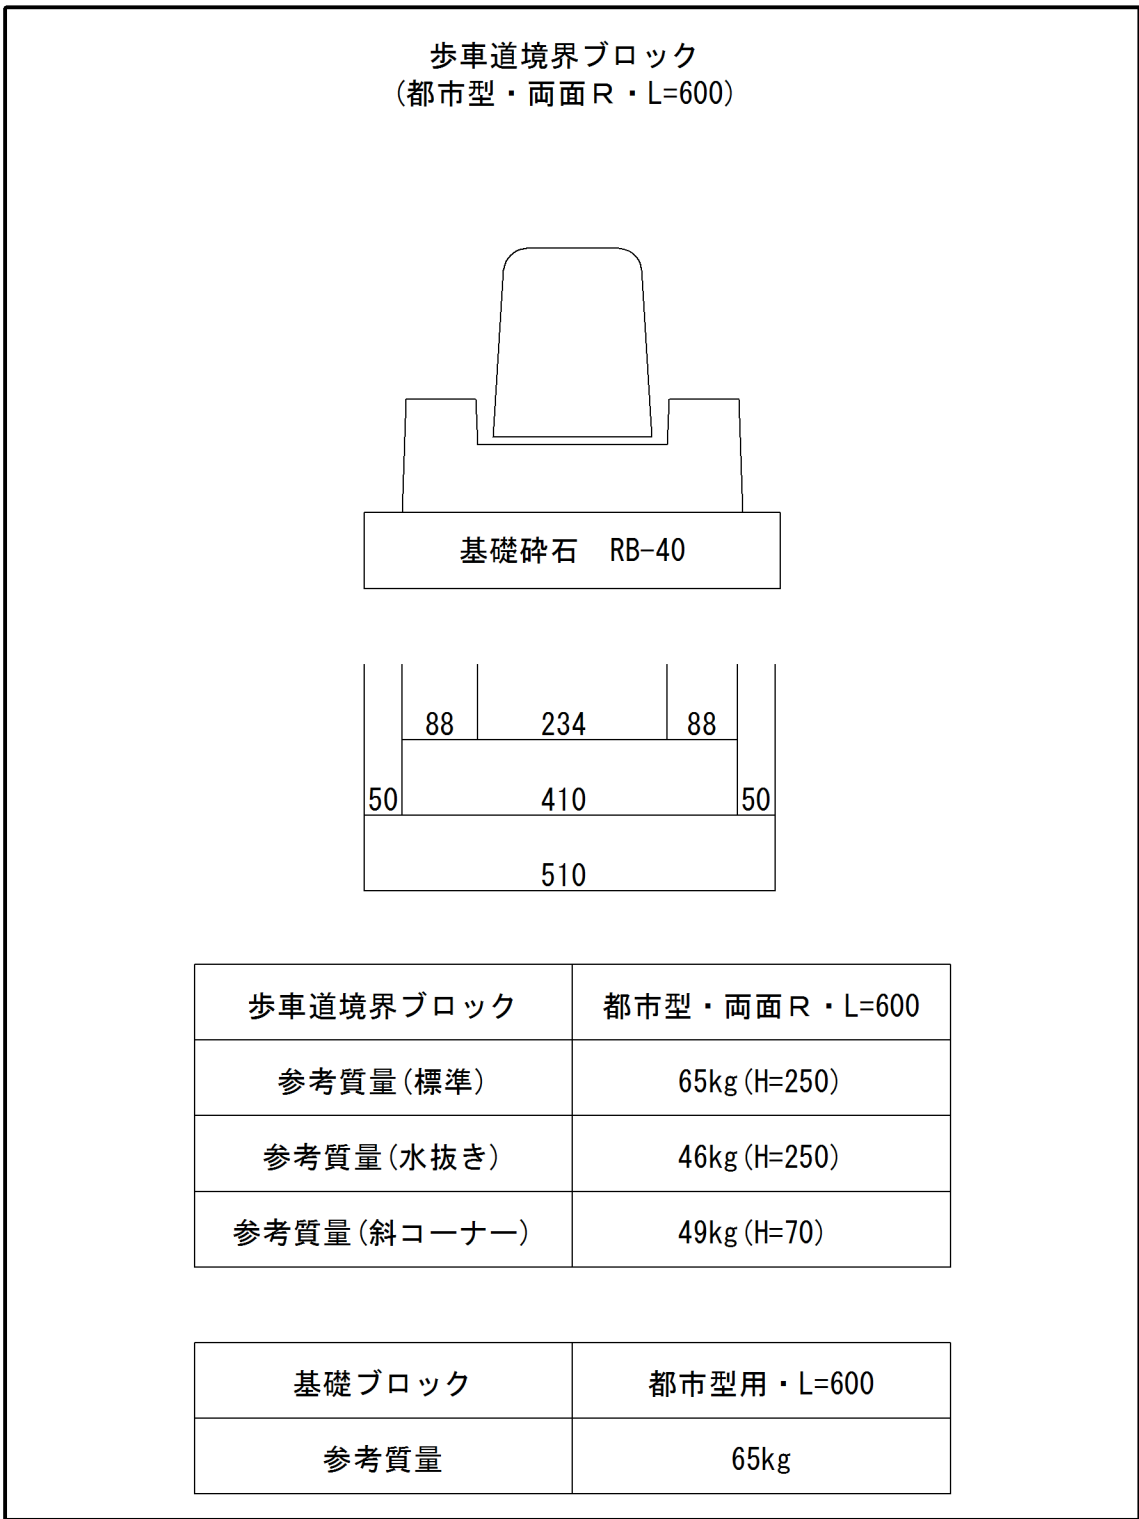 歩車道境界ブロック
(都市型・両面Ｒ・L=600)
基礎砕石　RB-40
88 234 88
50 410 50
510
歩車道境界ブロック 都市型・両面Ｒ・L=600
参考質量(標準) 65kg(H=250)
参考質量(水抜き) 46kg(H=250)
参考質量(斜コーナー) 49kg(H=70)
基礎ブロック 都市型用・L=600
参考質量 65kg